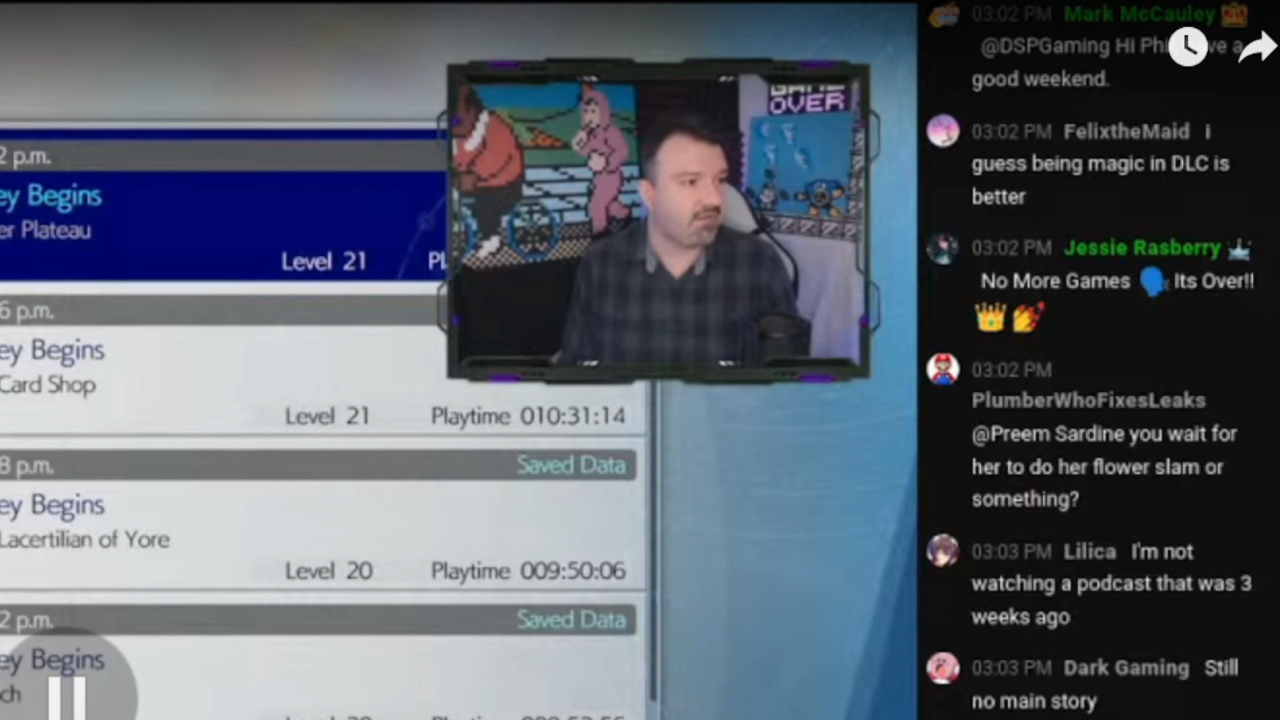 2 p.m.
ey Begins
er Plateau
Level 21
Pl
6 p.m.
ey Begins
Card Shop
Level 21 Playtime 010:31:14
8 p.m.
Saved Data
ey Begins
Lacertilian of Yore
Level 20 Playtime 009:50:06
2 p.m.
Saved Data
ey Begins
ch
GAME
OVER
03:02 PM Mark McCauley
@DSPGaming Hi Phi ve a
good weekend.
03:02 PM FelixtheMaid i
guess being magic in DLC is
better
03:02 PM Jessie Rasberry
No More Games 🗣 Its Over!!
👑 💅
03:02 PM
PlumberWhoFixesLeaks
@Preem Sardine you wait for
her to do her flower slam or
something?
03:03 PM Lilica I'm not
watching a podcast that was 3
weeks ago
03:03 PM Dark Gaming Still
no main story